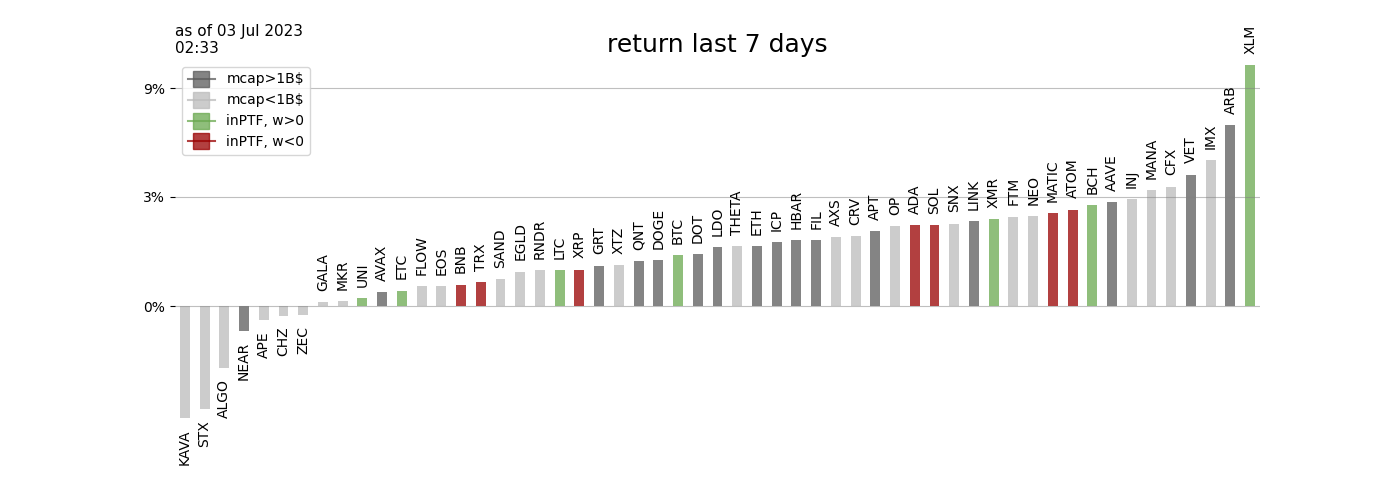 as of 03 Jul 2023
02:33
return last 7 days
mcap>1B$
mcap<1B$
inPTF, w>0
inPTF, w<0
9%
3%
0%
KAVA
STX
ALGO
NEAR
APE
CHZ
ZEC
GALA
MKR
UNI
AVAX
ETC
FLOW
EOS
BNB
TRX
SAND
EGLD
RNDR
LTC
XRP
GRT
XTZ
QNT
DOGE
BTC
DOT
LDO
THETA
ETH
ICP
HBAR
FIL
AXS
CRV
APT
OP
ADA
SOL
SNX
LINK
XMR
FTM
NEO
MATIC
ATOM
BCH
AAVE
INJ
MANA
CFX
VET
IMX
ARB
XLM